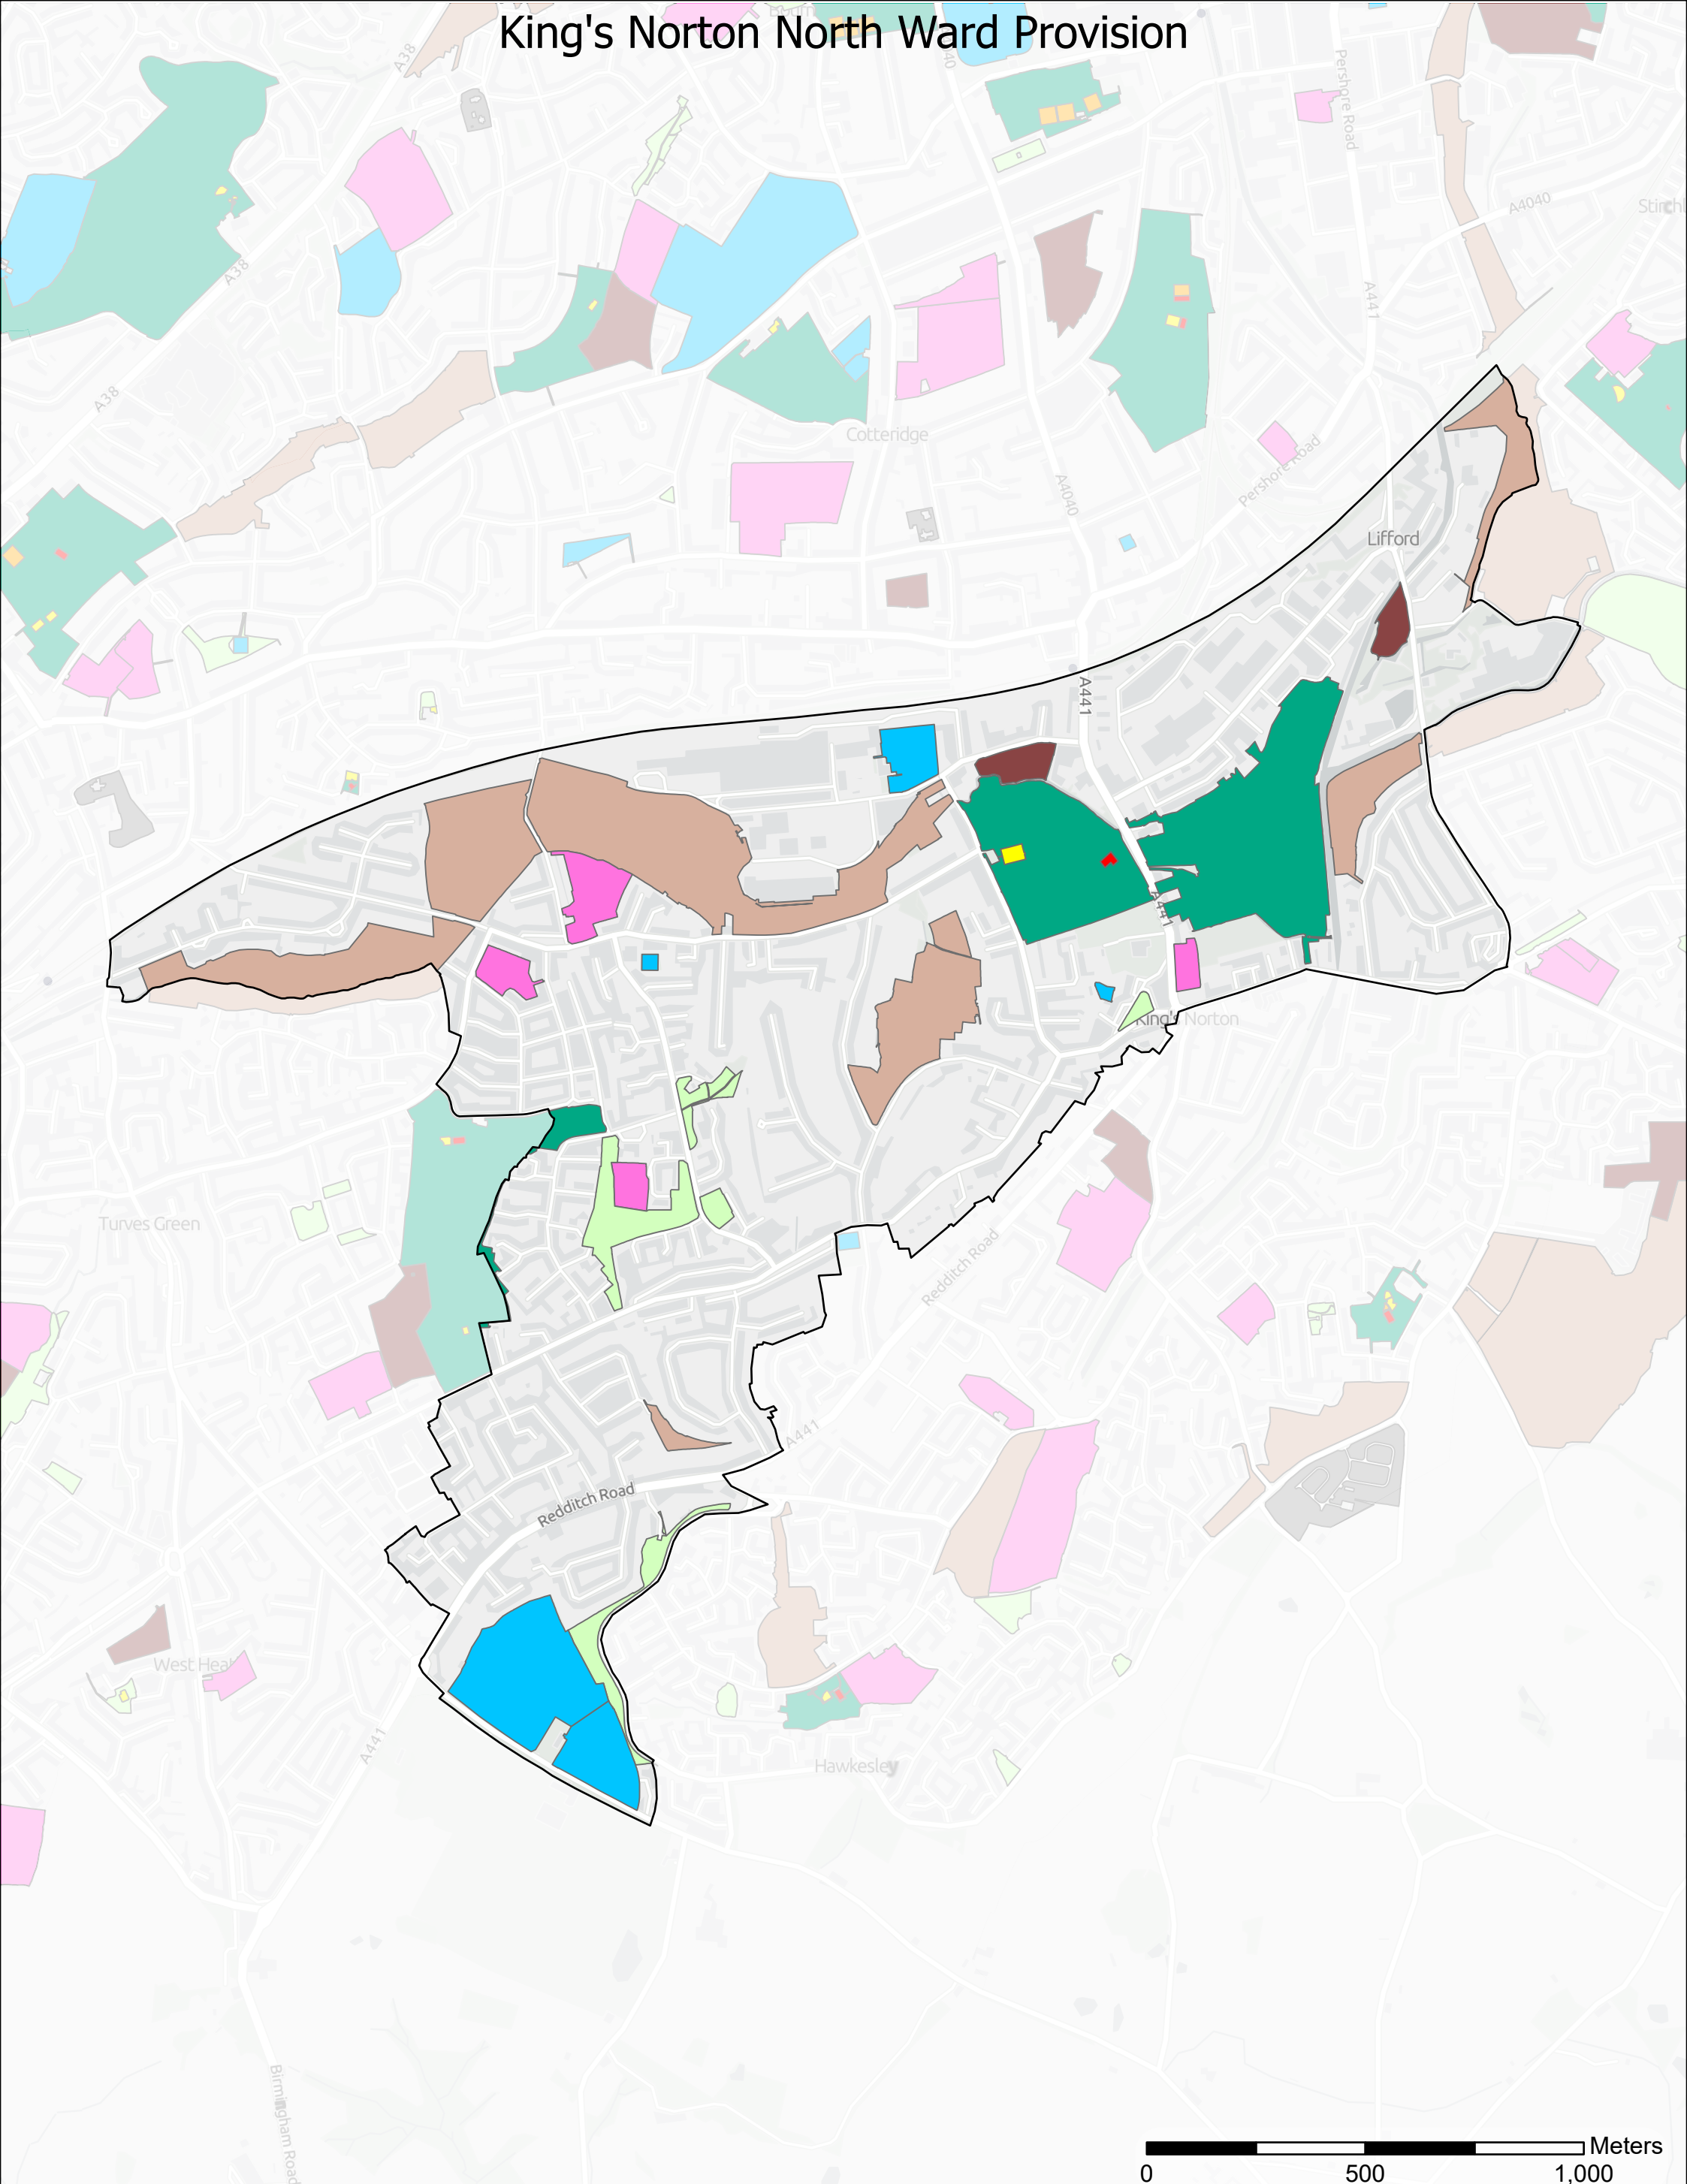 King's Norton North Ward Provision
A38
Pershore Road
A4040
A38
A441
A38
Cotteridge
Pershore Road
A4040
Lifford
A441
A441
King's Norton
Turves Green
Redditch Road
A441
Redditch Road
West Heat
A441
Hawkesley
Birmingham Road
Meters
0 500 1,000